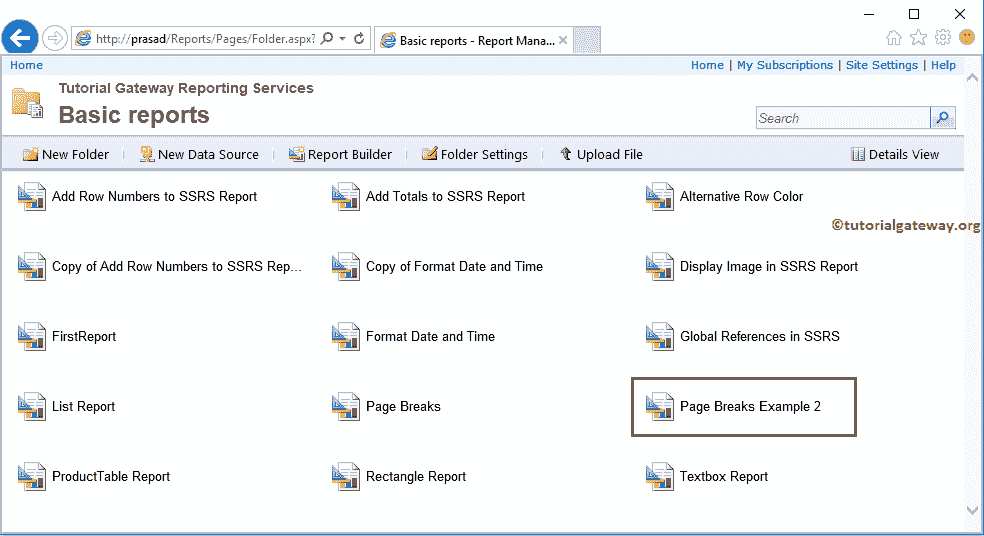 http://prasad/Reports/Pages/Folder.aspx?
Basic reports - Report Mana...
Home
Home | My Subscriptions | Site Settings | Help
Tutorial Gateway Reporting Services
Basic reports
Search
New Folder
New Data Source
Report Builder
Folder Settings
Upload File
Details View
Add Row Numbers to SSRS Report
Add Totals to SSRS Report
Alternative Row Color
©tutorialgateway.org
Copy of Add Row Numbers to SSRS Rep...
Copy of Format Date and Time
Display Image in SSRS Report
FirstReport
Format Date and Time
Global References in SSRS
List Report
Page Breaks
Page Breaks Example 2
ProductTable Report
Rectangle Report
Textbox Report